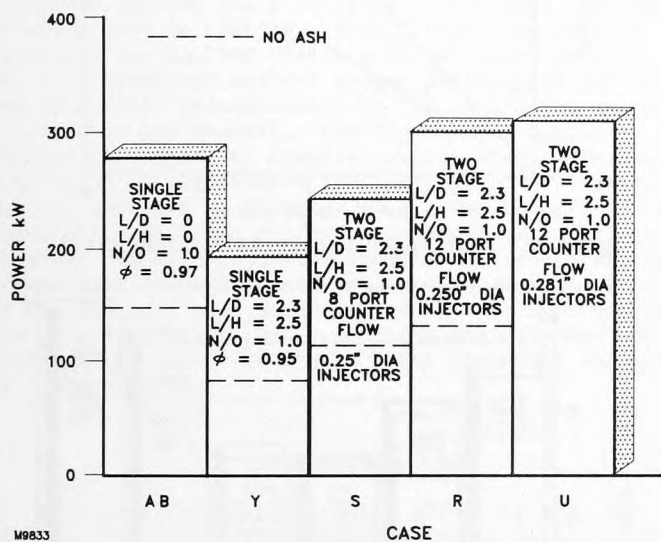 400
300
200
100
0
POWER kW
— — — — NO ASH
SINGLE
STAGE
L/D = 0
L/H = 0
N/O = 1.0
φ = 0.97
SINGLE
STAGE
L/D = 2.3
L/H = 2.5
N/O = 1.0
φ = 0.95
TWO
STAGE
L/D = 2.3
L/H = 2.5
N/O = 1.0
8 PORT
COUNTER
FLOW
0.25" DIA
INJECTORS
TWO
STAGE
L/D = 2.3
L/H = 2.5
N/O = 1.0
12 PORT
COUNTER
FLOW
0.250" DIA
INJECTORS
TWO
STAGE
L/D = 2.3
L/H = 2.5
N/O = 1.0
12 PORT
COUNTER
FLOW
0.281" DIA
INJECTORS
AB Y S R U
CASE
M9833